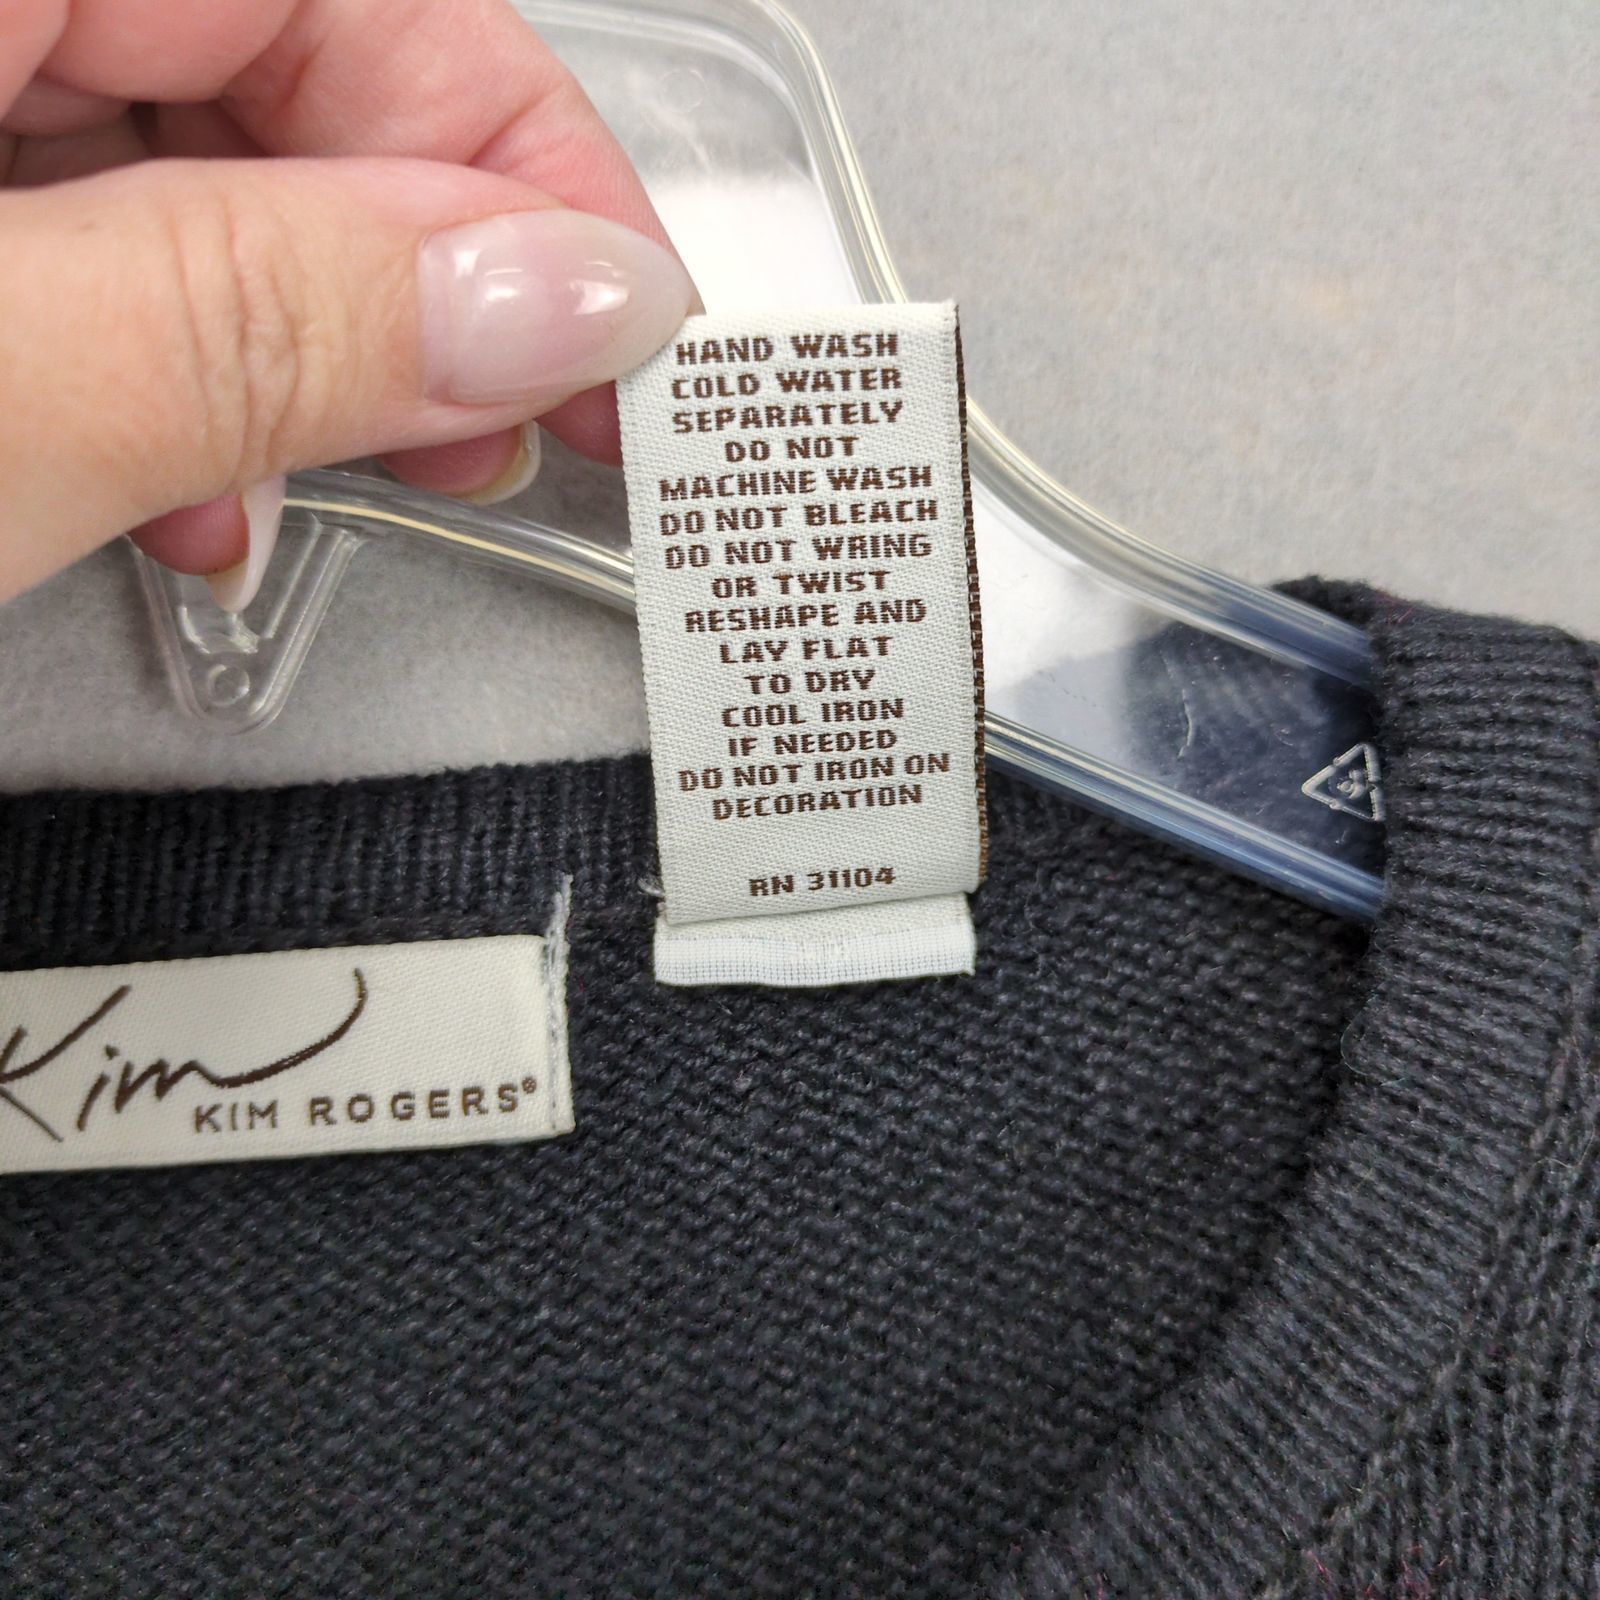 HAND WASH
COLD WATER
SEPARATELY
DO NOT
MACHINE WASH
DO NOT BLEACH
DO NOT WRING
OR TWIST
RESHAPE AND
LAY FLAT
TO DRY
COOL IRON
IF NEEDED
DO NOT IRON ON
DECORATION
RN 31104
Kim
KIM ROGERS®